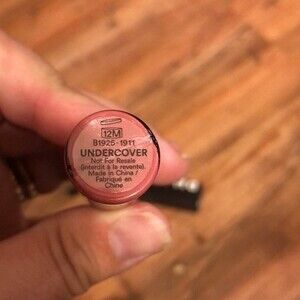 12M
B1925-1911
UNDERCOVER
Not For Resale
(interdit à la revente).
Made in China /
Fabriqué en
Chine